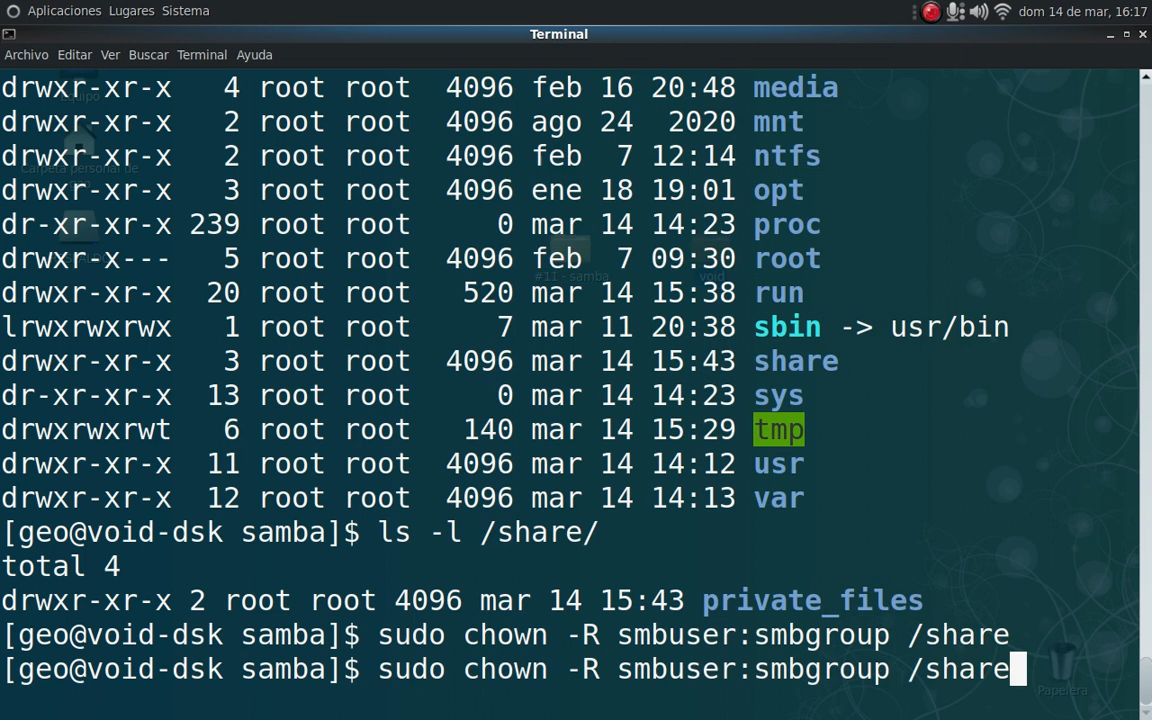 Aplicaciones Lugares Sistema
dom 14 de mar, 16:17
Terminal
Archivo Editar Ver Buscar Terminal Ayuda
drwxr-xr-x   4 root root   4096 feb 16 20:48 media
drwxr-xr-x   2 root root   4096 ago 24  2020 mnt
drwxr-xr-x   2 root root   4096 feb  7 12:14 ntfs
drwxr-xr-x   3 root root   4096 ene 18 19:01 opt
dr-xr-xr-x 239 root root      0 mar 14 14:23 proc
drwxr-x---   5 root root   4096 feb  7 09:30 root
drwxr-xr-x  20 root root    520 mar 14 15:38 run
lrwxrwxrwx   1 root root      7 mar 11 20:38 sbin -> usr/bin
drwxr-xr-x   3 root root   4096 mar 14 15:43 share
dr-xr-xr-x  13 root root      0 mar 14 14:23 sys
drwxrwxrwt   6 root root    140 mar 14 15:29 tmp
drwxr-xr-x  11 root root   4096 mar 14 14:12 usr
drwxr-xr-x  12 root root   4096 mar 14 14:13 var
[geo@void-dsk samba]$ ls -l /share/
total 4
drwxr-xr-x 2 root root 4096 mar 14 15:43 private_files
[geo@void-dsk samba]$ sudo chown -R smbuser:smbgroup /share
[geo@void-dsk samba]$ sudo chown -R smbuser:smbgroup /share
Equipo
Carpeta personal de
#11 - samba
void
Papelera